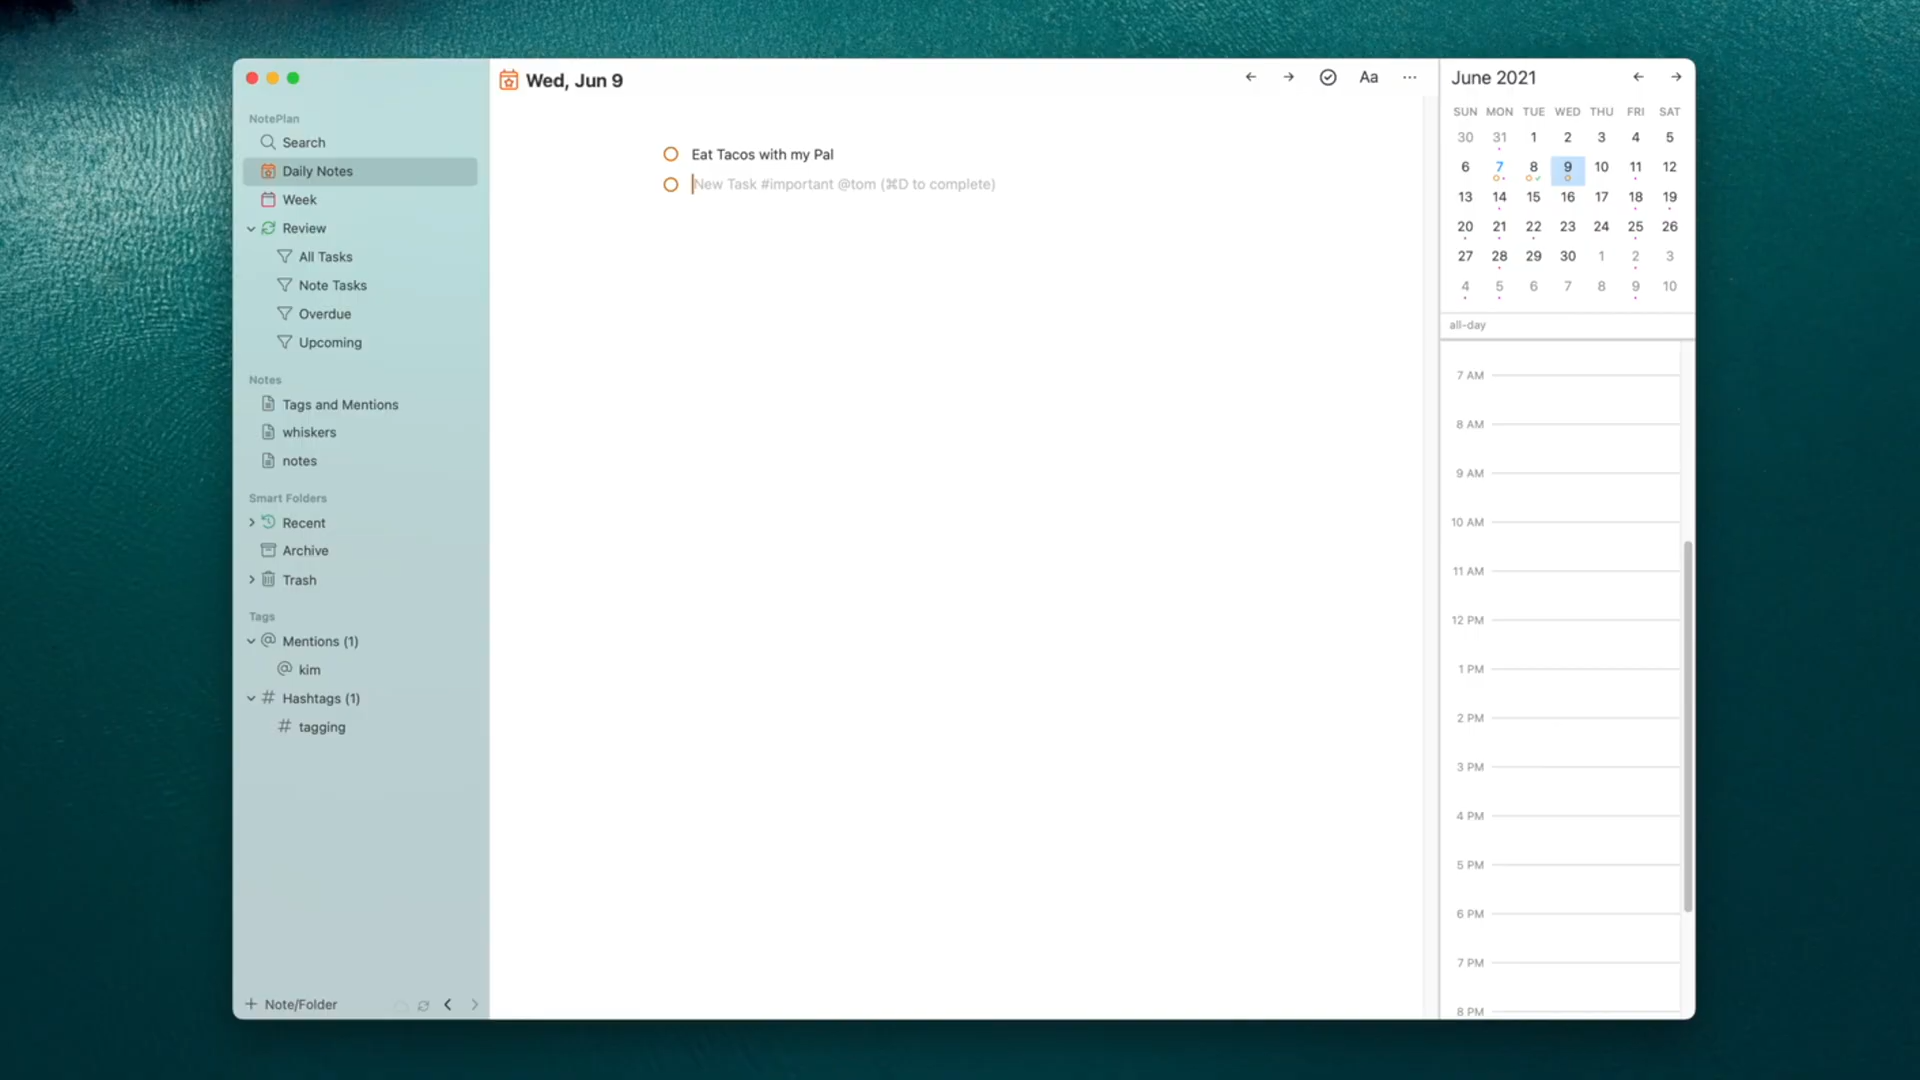 NotePlan
Search
Daily Notes
Week
Review
All Tasks
Note Tasks
Overdue
Upcoming
Notes
Tags and Mentions
whiskers
notes
Smart Folders
Recent
Archive
Trash
Tags
Mentions (1)
kim
Hashtags (1)
tagging
+ Note/Folder
Wed, Jun 9
Aa
Eat Tacos with my Pal
New Task #important @tom (⌘D to complete)
June 2021
SUN MON TUE WED THU FRI SAT
30 31 1 2 3 4 5
6 7 8 9 10 11 12
13 14 15 16 17 18 19
20 21 22 23 24 25 26
27 28 29 30 1 2 3
4 5 6 7 8 9 10
all-day
7 AM
8 AM
9 AM
10 AM
11 AM
12 PM
1 PM
2 PM
3 PM
4 PM
5 PM
6 PM
7 PM
8 PM